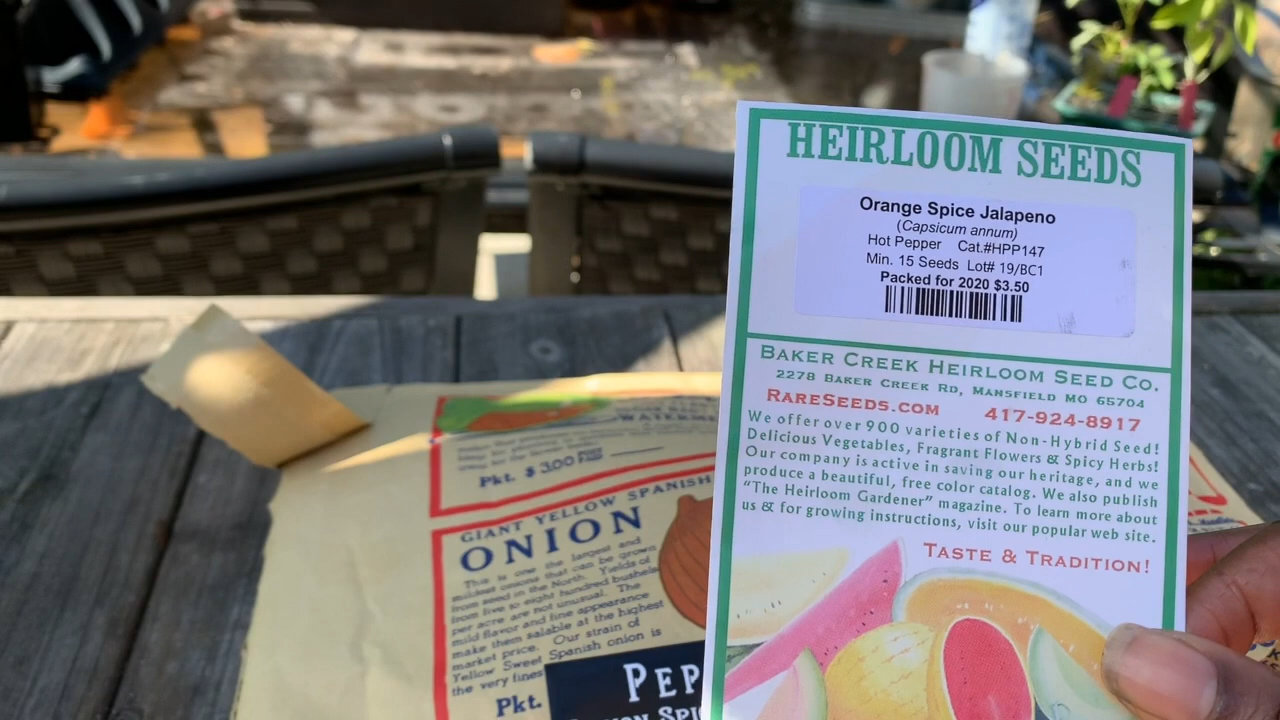 HEIRLOOM SEEDS
Orange Spice Jalapeno
(Capsicum annum)
Hot Pepper Cat.#HPP147
Min. 15 Seeds Lot# 19/BC1
Packed for 2020 $3.50
BAKER CREEK HEIRLOOM SEED CO.
2278 BAKER CREEK RD, MANSFIELD MO 65704
RARESEEDS.COM 417-924-8917
We offer over 900 varieties of Non-Hybrid Seed!
Delicious Vegetables, Fragrant Flowers & Spicy Herbs!
Our company is active in saving our heritage, and we
produce a beautiful, free color catalog. We also publish
"The Heirloom Gardener" magazine. To learn more about
us & for growing instructions, visit our popular web site.
TASTE & TRADITION!
Pkt. $3.00
GIANT YELLOW SPANISH
ONION
This is one the largest and
mildest onions that can be grown
from seed in the North. Yields of
from five to eight hundred bushels
per acre are not unusual. The
mild flavor and fine appearance
make them salable at the highest
market price. Our strain of
Yellow Sweet Spanish onion is
the very fines
Pkt.
PEP